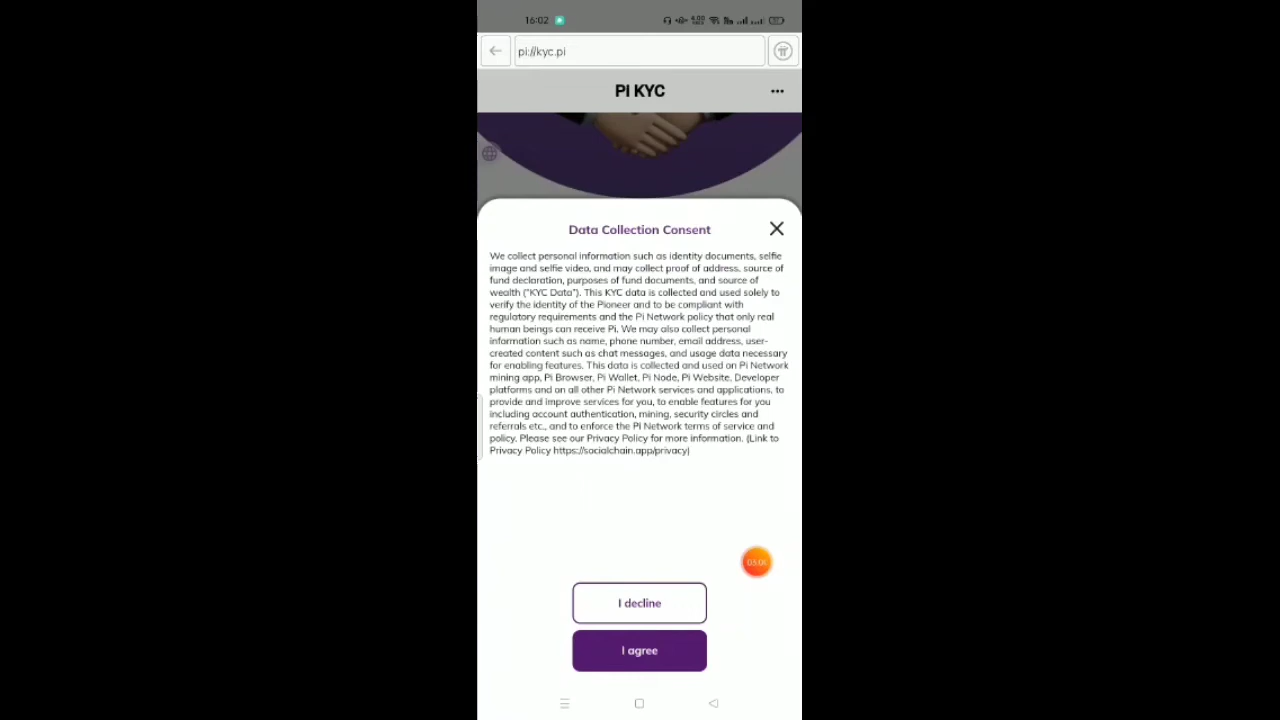 16:02
pi://kyc.pi
PI KYC
Data Collection Consent
We collect personal information such as identity documents, selfie
image and selfie video, and may collect proof of address, source of
fund declaration, purposes of fund documents, and source of
wealth ("KYC Data"). This KYC data is collected and used solely to
verify the identity of the Pioneer and to be compliant with
regulatory requirements and the Pi Network policy that only real
human beings can receive Pi. We may also collect personal
information such as name, phone number, email address, user-
created content such as chat messages, and usage data necessary
for enabling features. This data is collected and used on Pi Network
mining app, Pi Browser, Pi Wallet, Pi Node, Pi Website, Developer
platforms and on all other Pi Network services and applications, to
provide and improve services for you, to enable features for you
including account authentication, mining, security circles and
referrals etc., and to enforce the Pi Network terms of service and
policy. Please see our Privacy Policy for more information. (Link to
Privacy Policy https://socialchain.app/privacy)
I decline
I agree